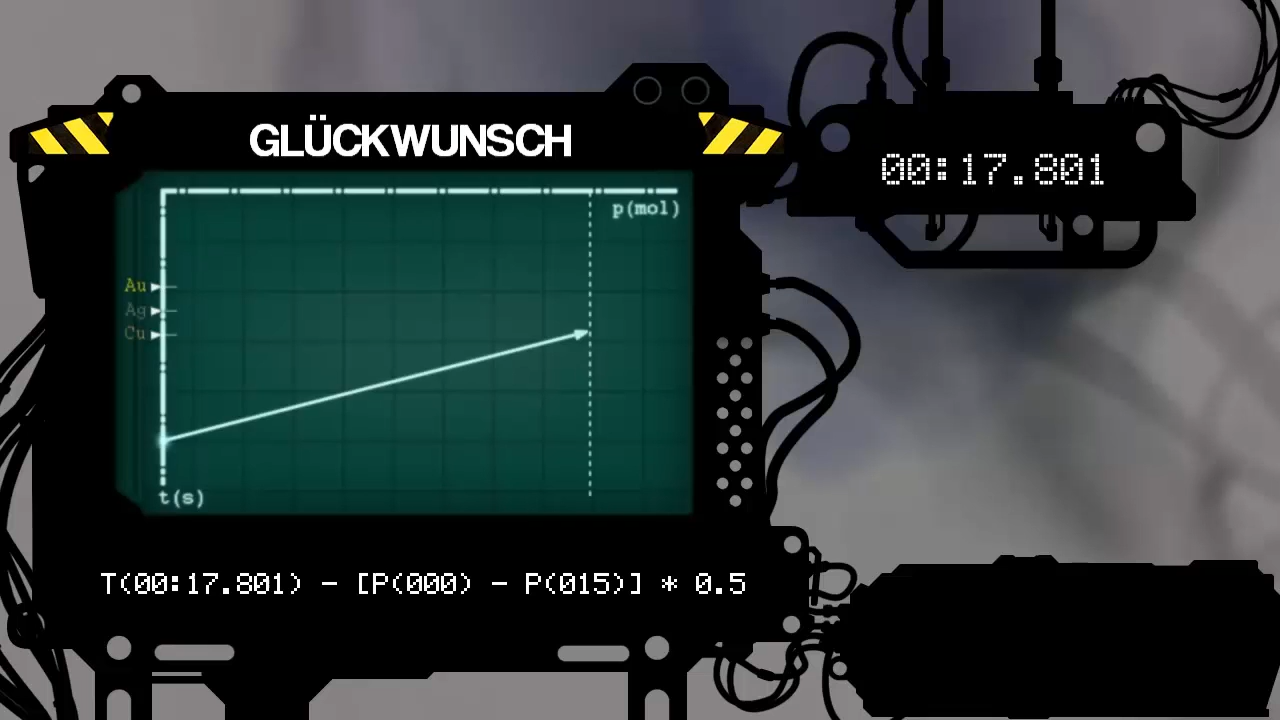 GLÜCKWUNSCH
00:17.801
p(mol)
Au
Ag
Cu
t(s)
T(00:17.801) - [P(000) - P(015)] * 0.5